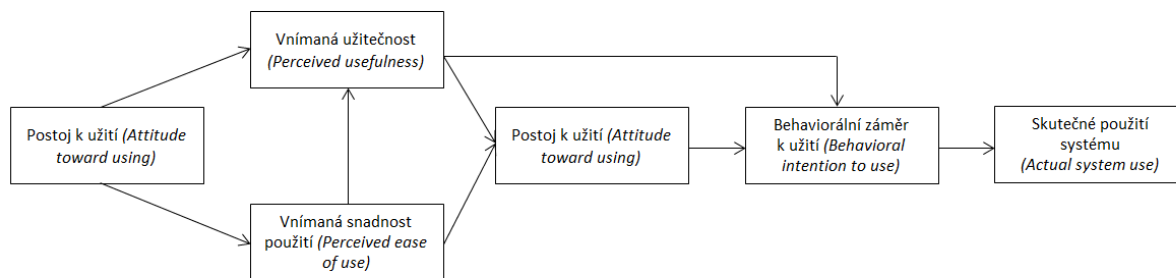 Vnímaná užitečnost
(Perceived usefulness)
Postoj k užití (Attitude
toward using)
Vnímaná snadnost
použití (Perceived ease
of use)
Postoj k užití (Attitude
toward using)
Behaviorální záměr
k užití (Behavioral
intention to use)
Skutečné použití
systému
(Actual system use)